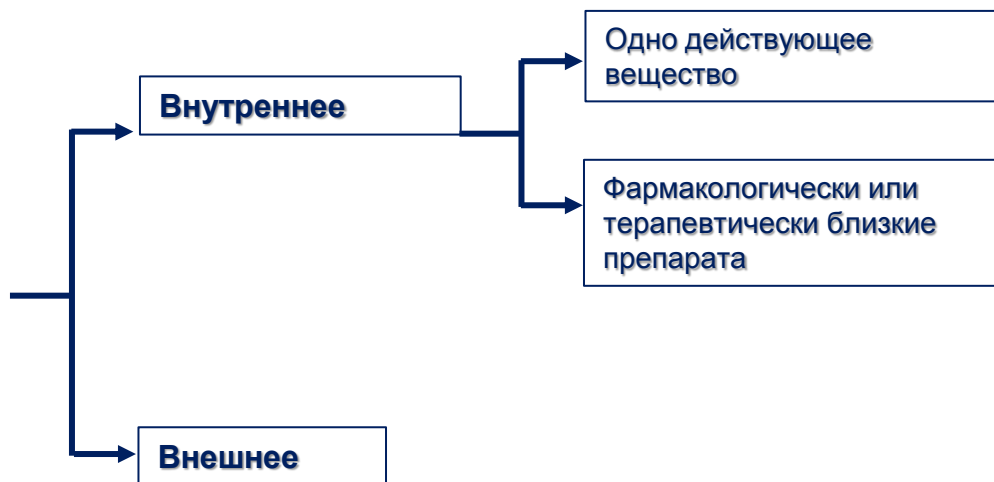 Одно действующее
вещество
Внутреннее
Фармакологически или
терапевтически близкие
препарата
Внешнее